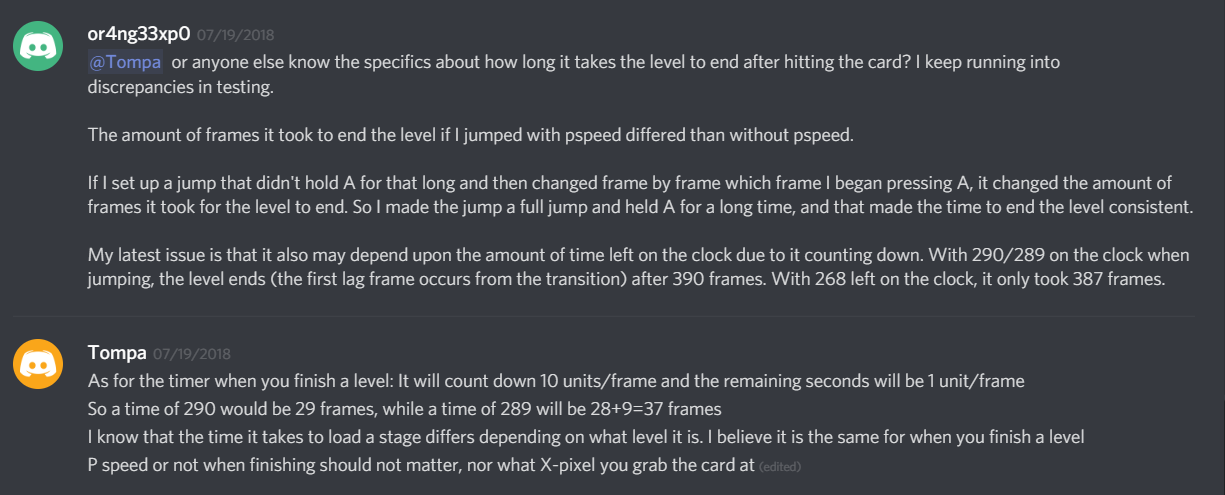 or4ng33xp0 07/19/2018
@Tompa or anyone else know the specifics about how long it takes the level to end after hitting the card? I keep running into
discrepancies in testing.
The amount of frames it took to end the level if I jumped with pspeed differed than without pspeed.
If I set up a jump that didn't hold A for that long and then changed frame by frame which frame I began pressing A, it changed the amount of
frames it took for the level to end. So I made the jump a full jump and held A for a long time, and that made the time to end the level consistent.
My latest issue is that it also may depend upon the amount of time left on the clock due to it counting down. With 290/289 on the clock when
jumping, the level ends (the first lag frame occurs from the transition) after 390 frames. With 268 left on the clock, it only took 387 frames.
Tompa 07/19/2018
As for the timer when you finish a level: It will count down 10 units/frame and the remaining seconds will be 1 unit/frame
So a time of 290 would be 29 frames, while a time of 289 will be 28+9=37 frames
I know that the time it takes to load a stage differs depending on what level it is. I believe it is the same for when you finish a level
P speed or not when finishing should not matter, nor what X-pixel you grab the card at (edited)